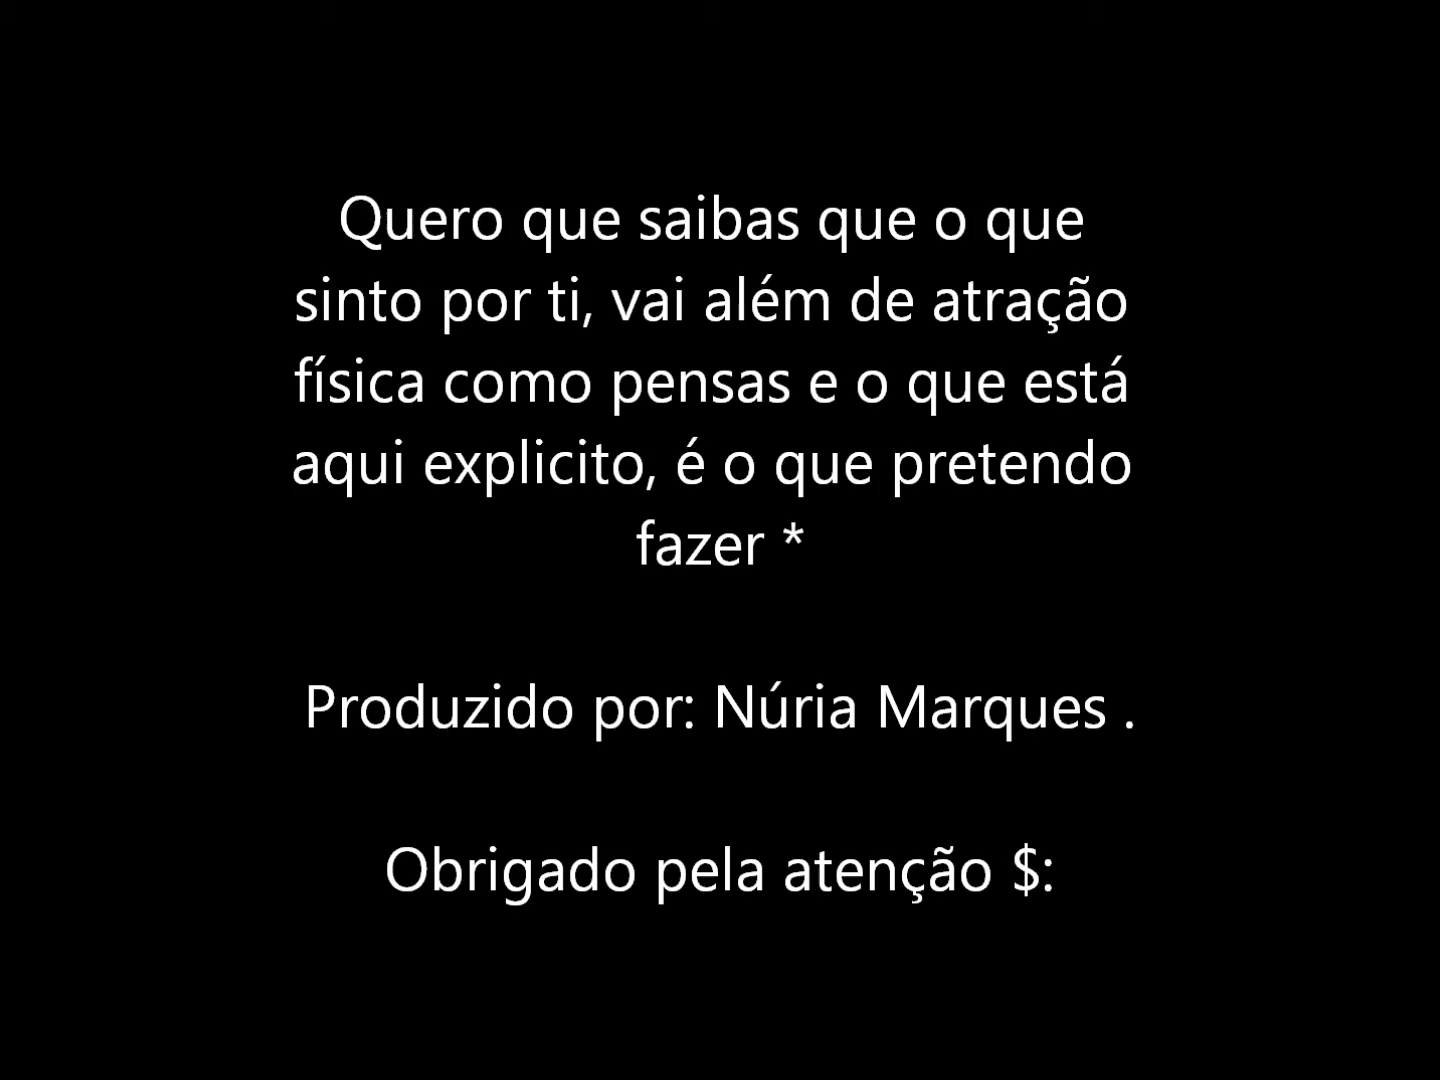 Quero que saibas que o que
sinto por ti, vai além de atração
física como pensas e o que está
aqui explicito, é o que pretendo
fazer *
Produzido por: Núria Marques .
Obrigado pela atenção $: